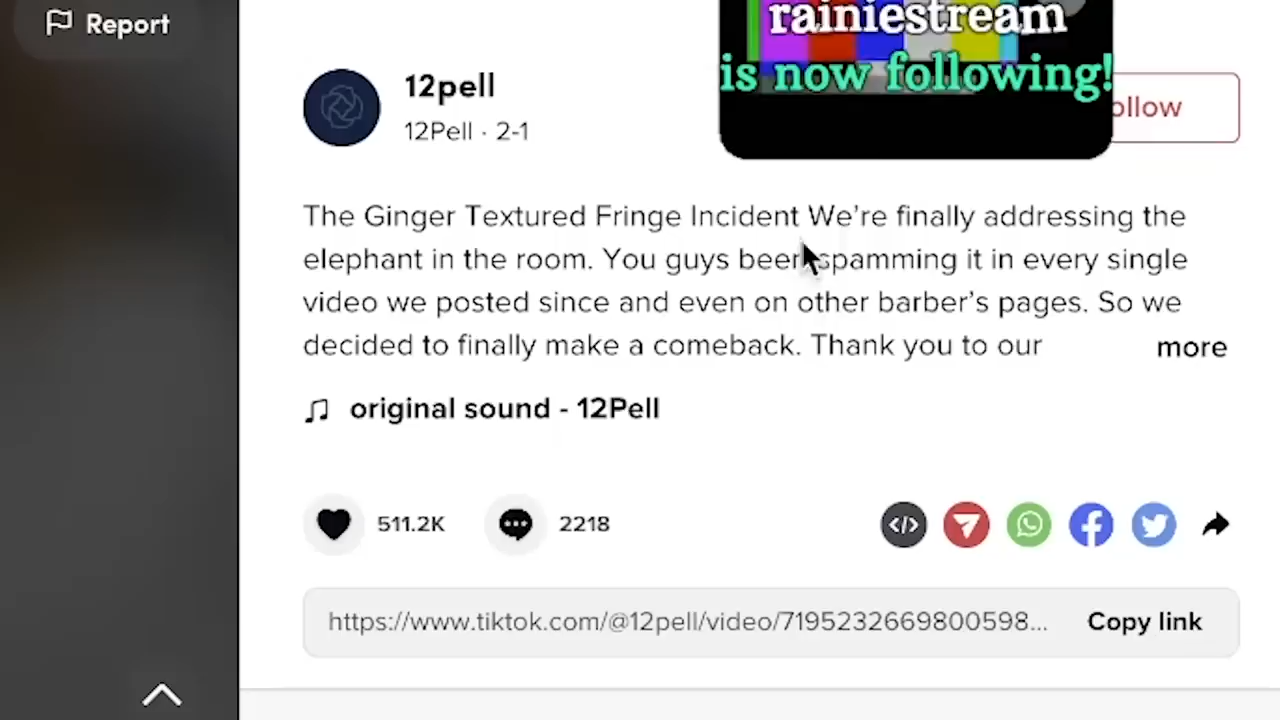 Report
rainiestream
is now following!
12pell
12Pell · 2-1
ollow
The Ginger Textured Fringe Incident We're finally addressing the
elephant in the room. You guys been spamming it in every single
video we posted since and even on other barber's pages. So we
decided to finally make a comeback. Thank you to our
more
original sound - 12Pell
511.2K
2218
https://www.tiktok.com/@12pell/video/7195232669800598...
Copy link